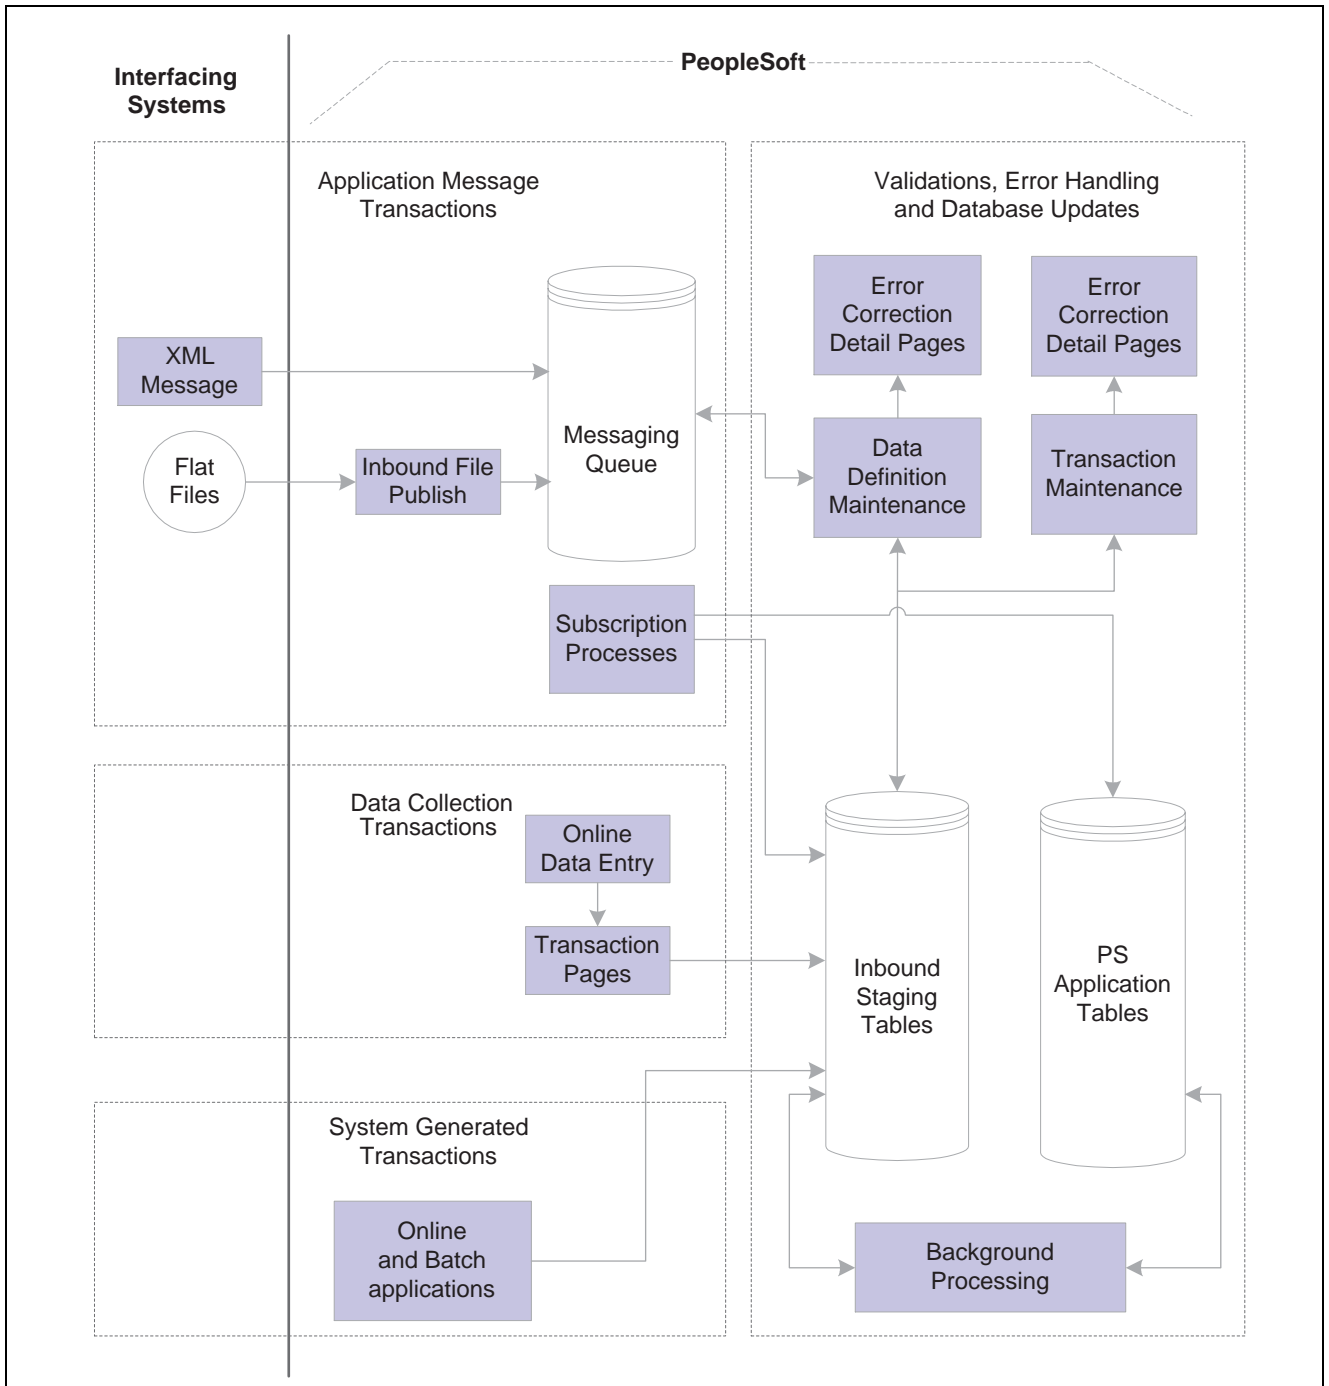 PeopleSoft
Interfacing
Systems
Application Message
Transactions
Validations, Error Handling
and Database Updates
Error
Correction
Detail Pages
Error
Correction
Detail Pages
XML
Message
Messaging
Queue
Flat
Files
Inbound File
Publish
Data
Definition
Maintenance
Transaction
Maintenance
Subscription
Processes
Data Collection
Transactions
Online
Data Entry
Transaction
Pages
Inbound
Staging
Tables
PS
Application
Tables
System Generated
Transactions
Online
and Batch
applications
Background
Processing